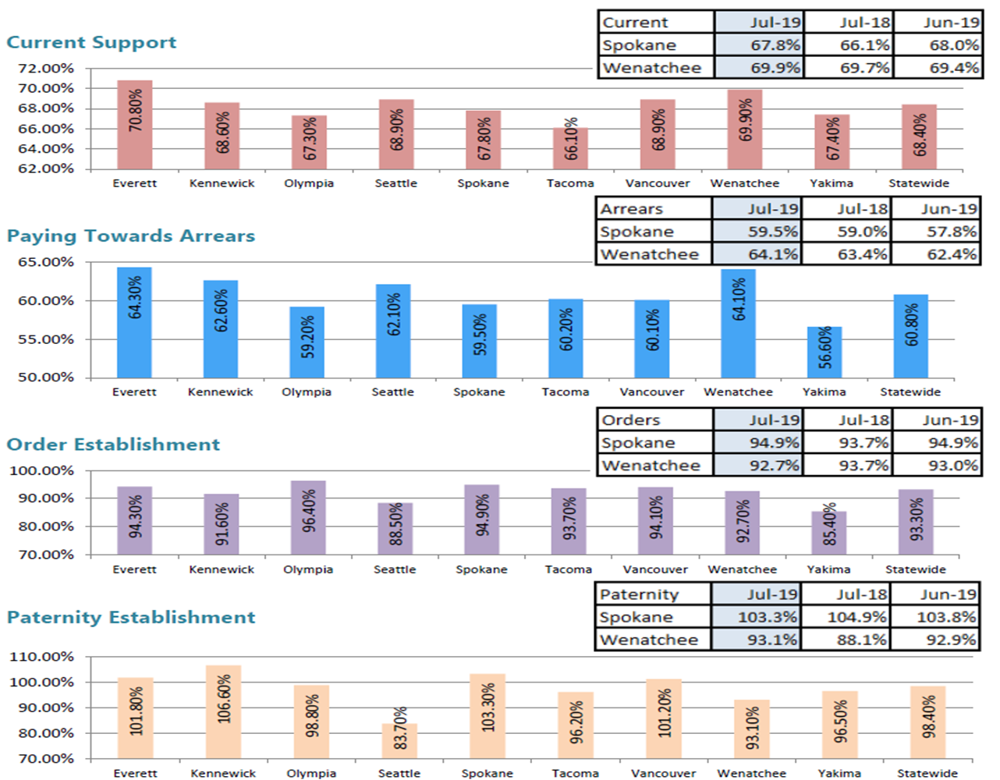 Current Support
Current Jul-19 Jul-18 Jun-19
Spokane 67.8% 66.1% 68.0%
Wenatchee 69.9% 69.7% 69.4%
72.00%
70.00%
68.00%
66.00%
64.00%
62.00%
70.80% 68.60% 67.30% 68.90% 67.80% 66.10% 68.90% 69.90% 67.40% 68.40%
Everett Kennewick Olympia Seattle Spokane Tacoma Vancouver Wenatchee Yakima Statewide
Paying Towards Arrears
Arrears Jul-19 Jul-18 Jun-19
Spokane 59.5% 59.0% 57.8%
Wenatchee 64.1% 63.4% 62.4%
65.00%
60.00%
55.00%
50.00%
64.30% 62.60% 59.20% 62.10% 59.50% 60.20% 60.10% 64.10% 56.60% 60.80%
Everett Kennewick Olympia Seattle Spokane Tacoma Vancouver Wenatchee Yakima Statewide
Order Establishment
Orders Jul-19 Jul-18 Jun-19
Spokane 94.9% 93.7% 94.9%
Wenatchee 92.7% 93.7% 93.0%
100.00%
90.00%
80.00%
70.00%
94.30% 91.60% 96.40% 88.50% 94.90% 93.70% 94.10% 92.70% 85.40% 93.30%
Everett Kennewick Olympia Seattle Spokane Tacoma Vancouver Wenatchee Yakima Statewide
Paternity Establishment
Paternity Jul-19 Jul-18 Jun-19
Spokane 103.3% 104.9% 103.8%
Wenatchee 93.1% 88.1% 92.9%
110.00%
100.00%
90.00%
80.00%
70.00%
101.80% 106.60% 98.80% 83.70% 103.30% 96.20% 101.20% 93.10% 96.50% 98.40%
Everett Kennewick Olympia Seattle Spokane Tacoma Vancouver Wenatchee Yakima Statewide